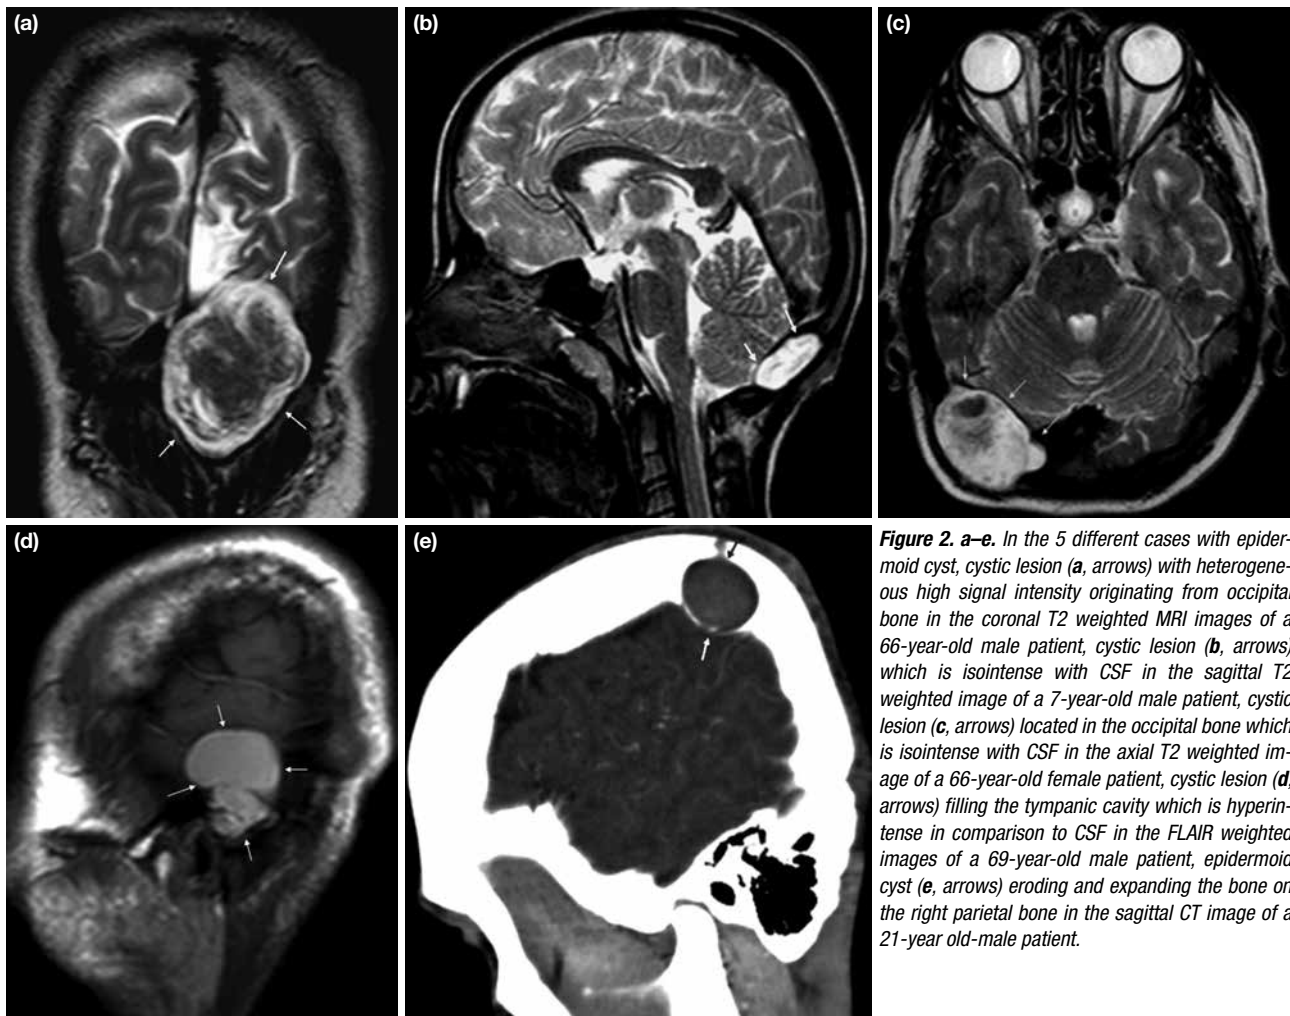 (a)
(b)
(c)
(d)
(e)
Figure 2. a–e. In the 5 different cases with epider-
moid cyst, cystic lesion (a, arrows) with heterogene-
ous high signal intensity originating from occipital
bone in the coronal T2 weighted MRI images of a
66-year-old male patient, cystic lesion (b, arrows)
which is isointense with CSF in the sagittal T2
weighted image of a 7-year-old male patient, cystic
lesion (c, arrows) located in the occipital bone which
is isointense with CSF in the axial T2 weighted im-
age of a 66-year-old female patient, cystic lesion (d,
arrows) filling the tympanic cavity which is hyperin-
tense in comparison to CSF in the FLAIR weighted
images of a 69-year-old male patient, epidermoid
cyst (e, arrows) eroding and expanding the bone on
the right parietal bone in the sagittal CT image of a
21-year old-male patient.